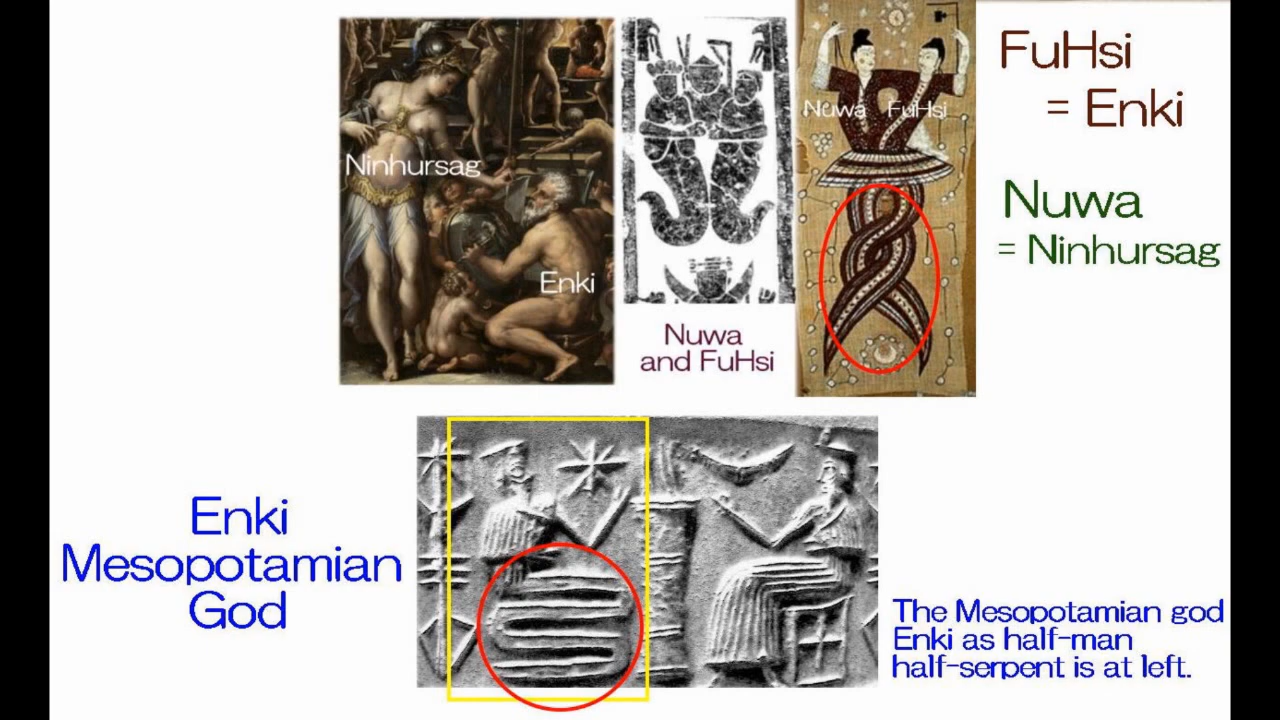 Ninhursag
Enki
Nuwa
and FuHsi
Nuwa FuHsi
FuHsi
= Enki
Nuwa
= Ninhursag
Enki
Mesopotamian
God
The Mesopotamian god
Enki as half-man
half-serpent is at left.